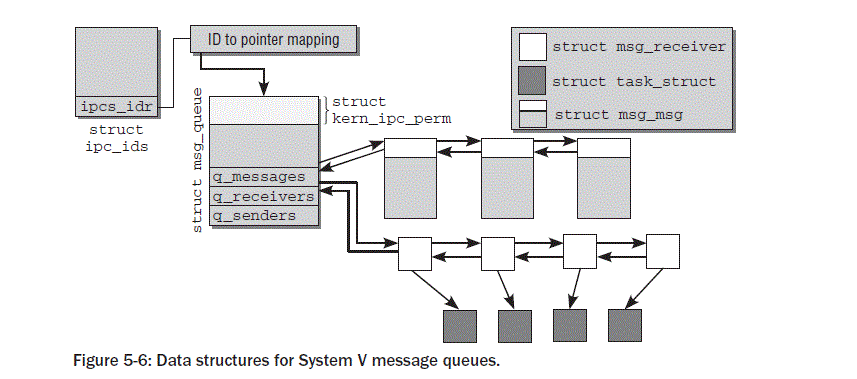 ID to pointer mapping
ipcs_idr
struct
ipc_ids
struct msg_queue
struct
kern_ipc_perm
q_messages
q_receivers
q_senders
struct msg_receiver
struct task_struct
struct msg_msg
Figure 5-6: Data structures for System V message queues.